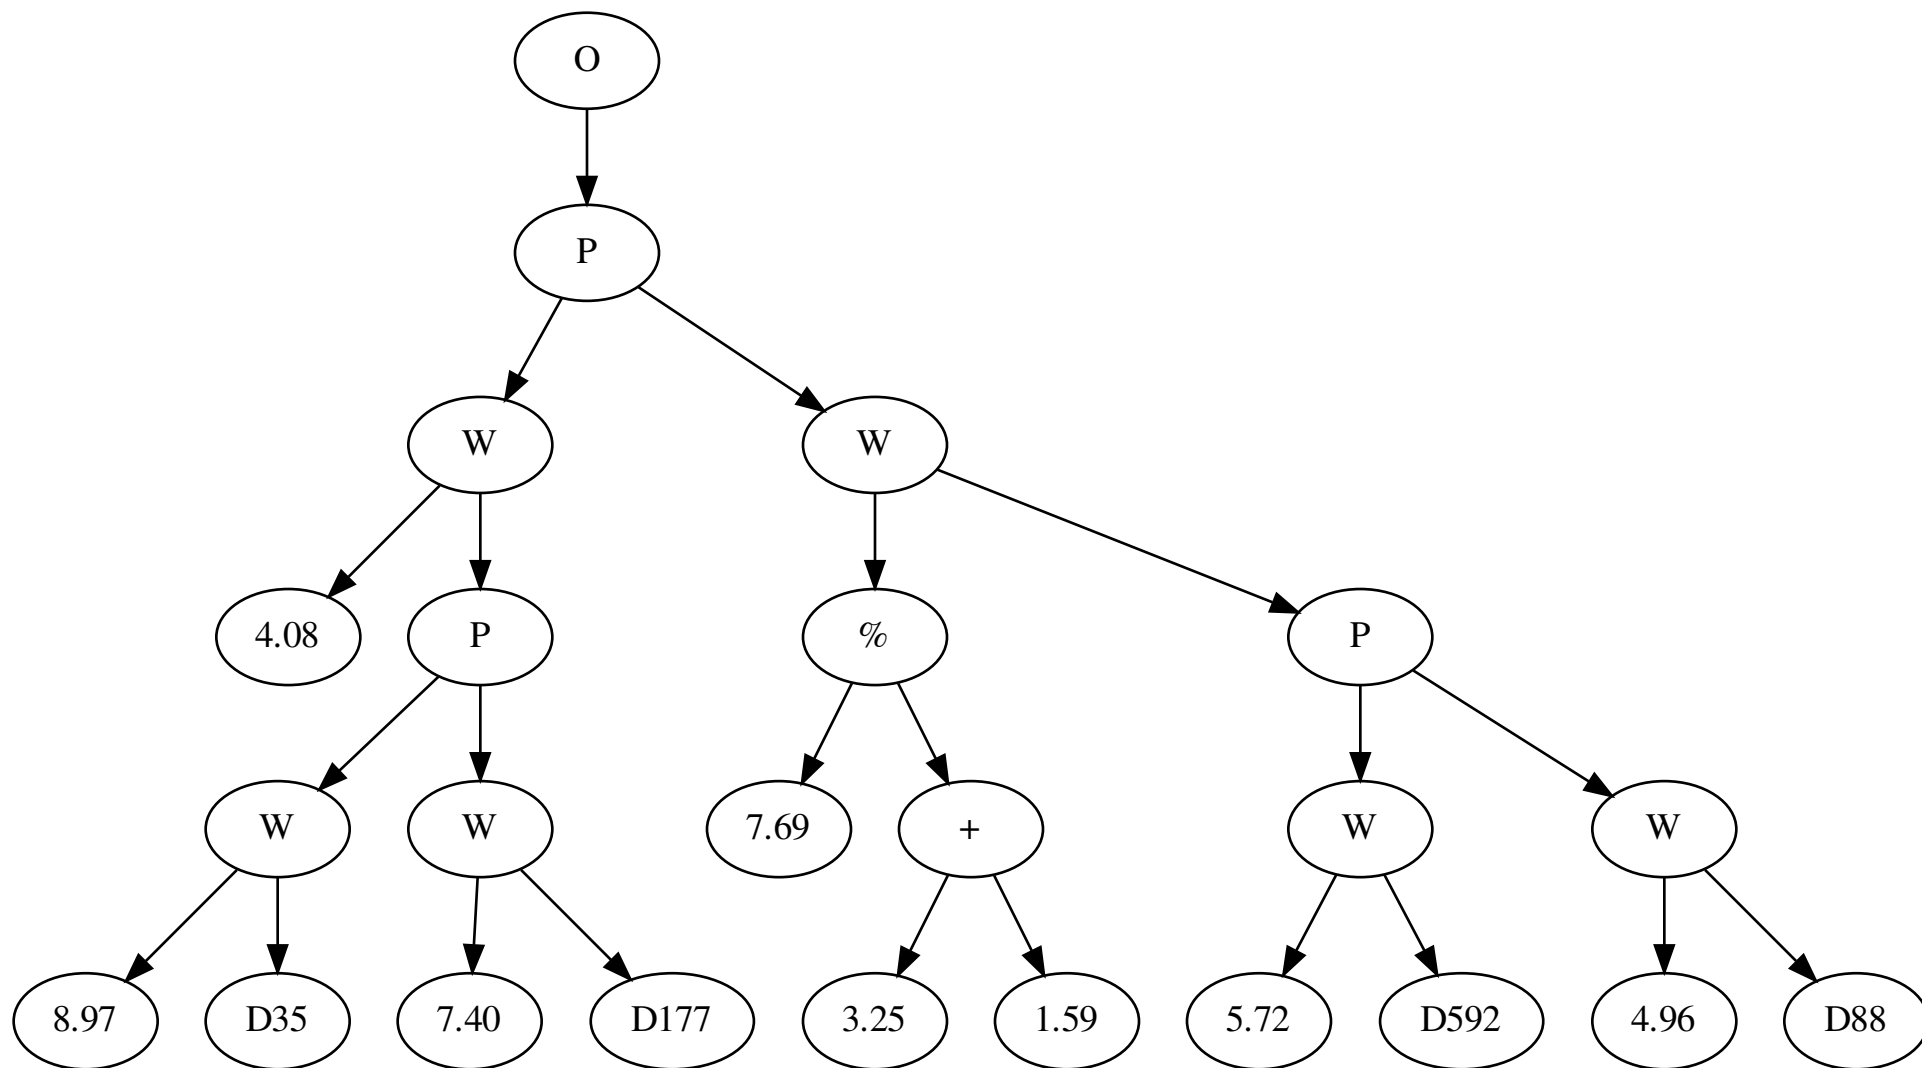 O
P
W W
4.08 P % P
W W 7.69 + W W
8.97 D35 7.40 D177 3.25 1.59 5.72 D592 4.96 D88